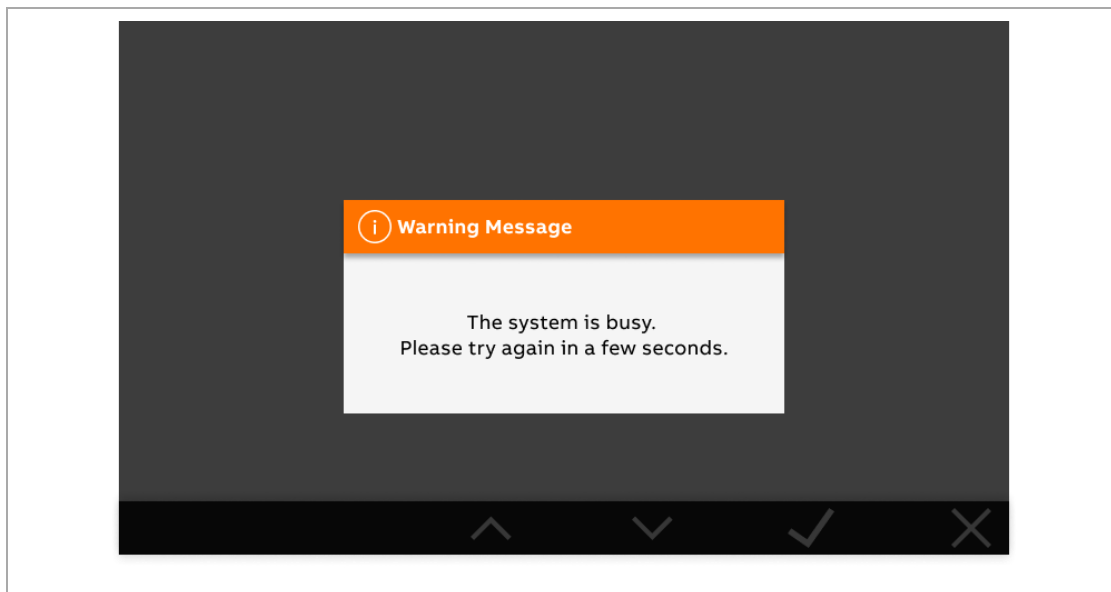 Warning Message
The system is busy.
Please try again in a few seconds.